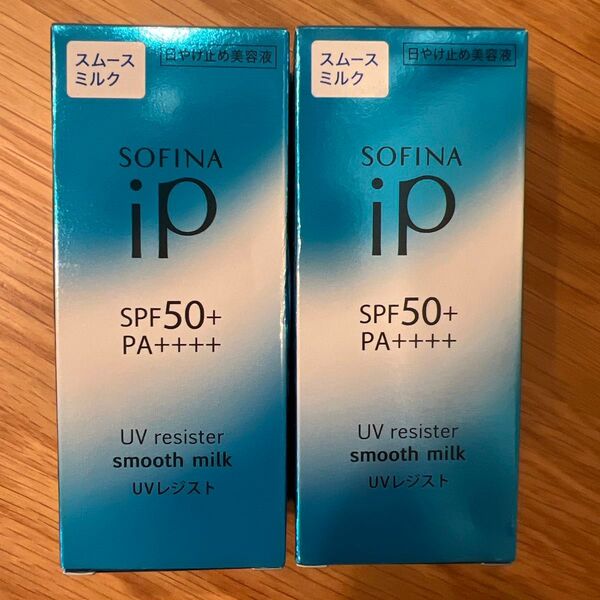 スムース
ミルク
日やけ止め美容液
SOFINA
iP
SPF50+
PA++++
UV resister
smooth milk
UVレジスト
スムース
ミルク
日やけ止め美容液
SOFINA
iP
SPF50+
PA++++
UV resister
smooth milk
UVレジスト